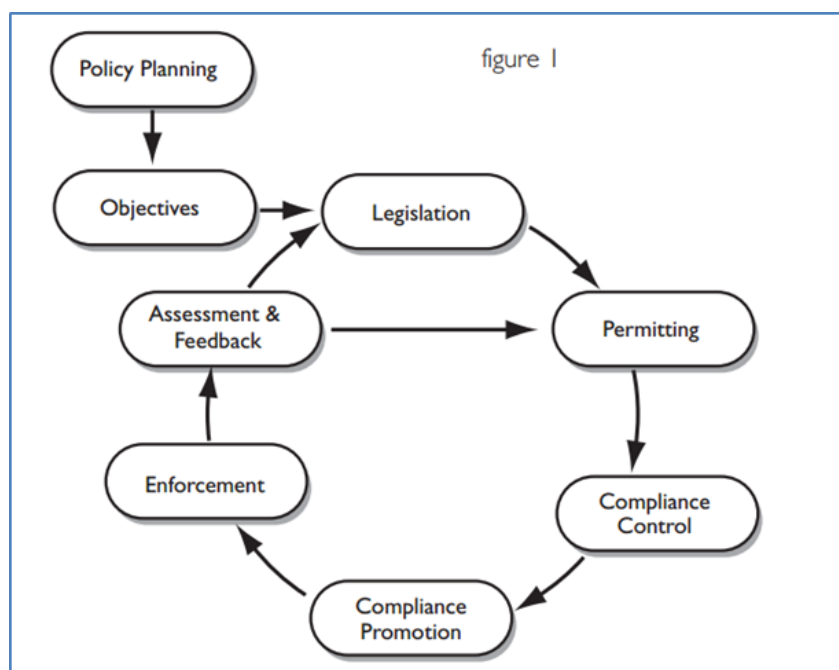 figure 1
Policy Planning
Objectives
Legislation
Assessment &
Feedback
Permitting
Enforcement
Compliance
Control
Compliance
Promotion